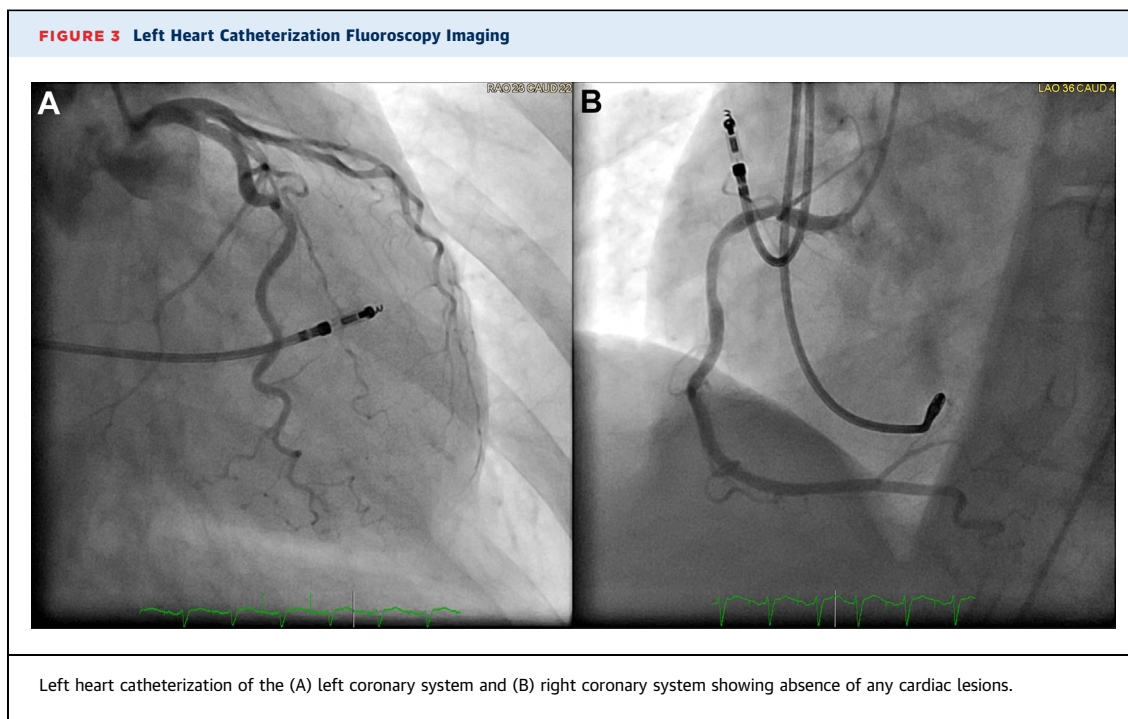 FIGURE 3 Left Heart Catheterization Fluoroscopy Imaging
A
RAO 23 CAUD 22
B
LAO 36 CAUD 4
Left heart catheterization of the (A) left coronary system and (B) right coronary system showing absence of any cardiac lesions.